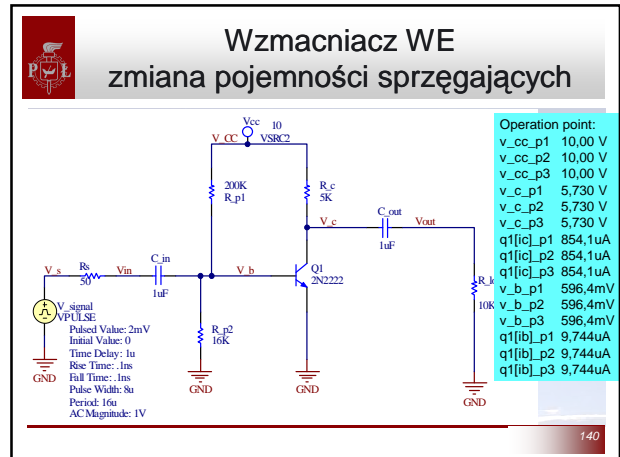 Wzmacniacz WE
zmiana pojemności sprzęgających
P Ł
Vcc 10
V_CC VSRC2
200K
R_p1
R_c
5K
V_c
C_out
Vout
1uF
V_s
Rs
50
Vin
C_in
1uF
V_b
Q1
2N2222
10K
V_signal
VPULSE
Pulsed Value: 2mV
Initial Value: 0
Time Delay: 1u
Rise Time: .1ns
Fall Time: .1ns
Pulse Width: 8u
Period: 16u
AC Magnitude: 1V
R_p2
16K
GND
GND
GND
GND
Operation point:
v_cc_p1 10,00 V
v_cc_p2 10,00 V
v_cc_p3 10,00 V
v_c_p1 5,730 V
v_c_p2 5,730 V
v_c_p3 5,730 V
q1[ic]_p1 854,1uA
q1[ic]_p2 854,1uA
q1[ic]_p3 854,1uA
v_b_p1 596,4mV
v_b_p2 596,4mV
v_b_p3 596,4mV
q1[ib]_p1 9,744uA
q1[ib]_p2 9,744uA
q1[ib]_p3 9,744uA
140